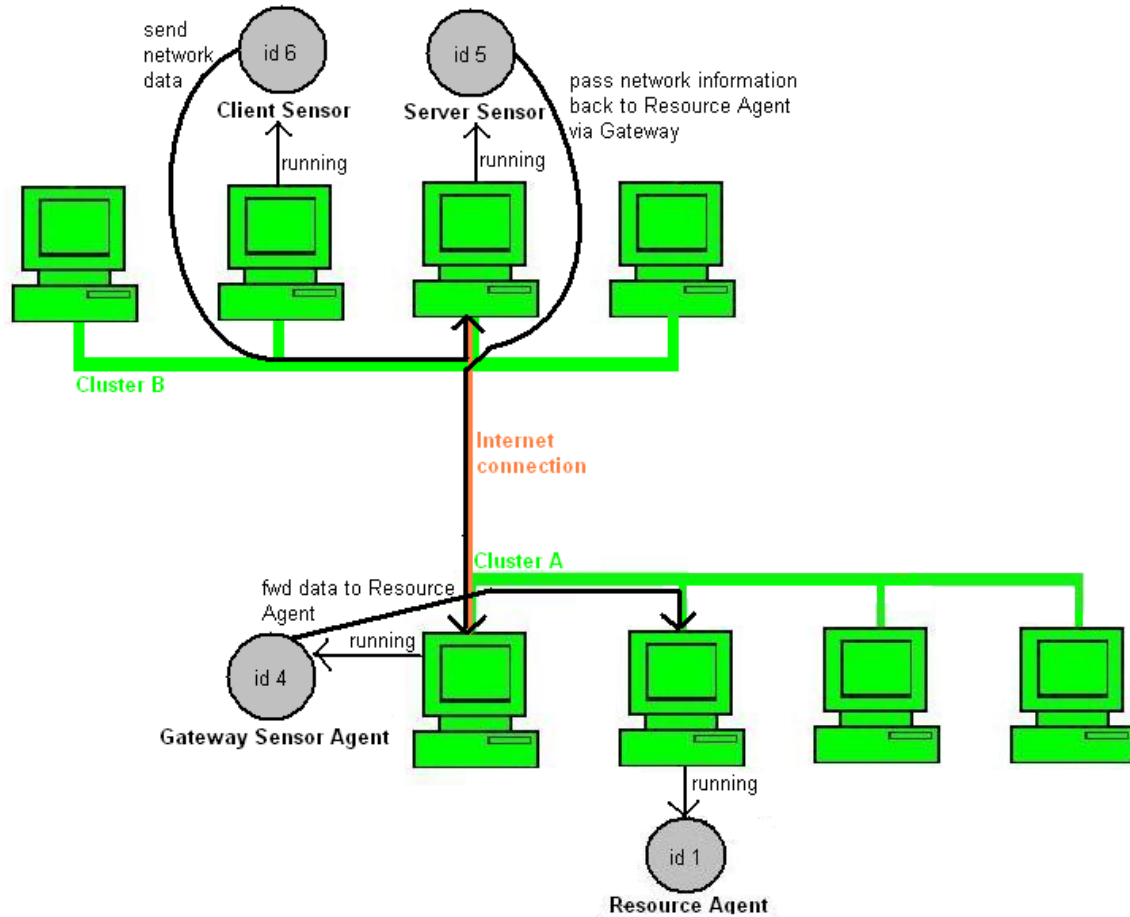 send
network
data
id 6
Client Sensor
id 5
Server Sensor
pass network information
back to Resource Agent
via Gateway
running
running
Cluster B
Internet
connection
Cluster A
fwd data to Resource
Agent
running
id 4
Gateway Sensor Agent
running
id 1
Resource Agent